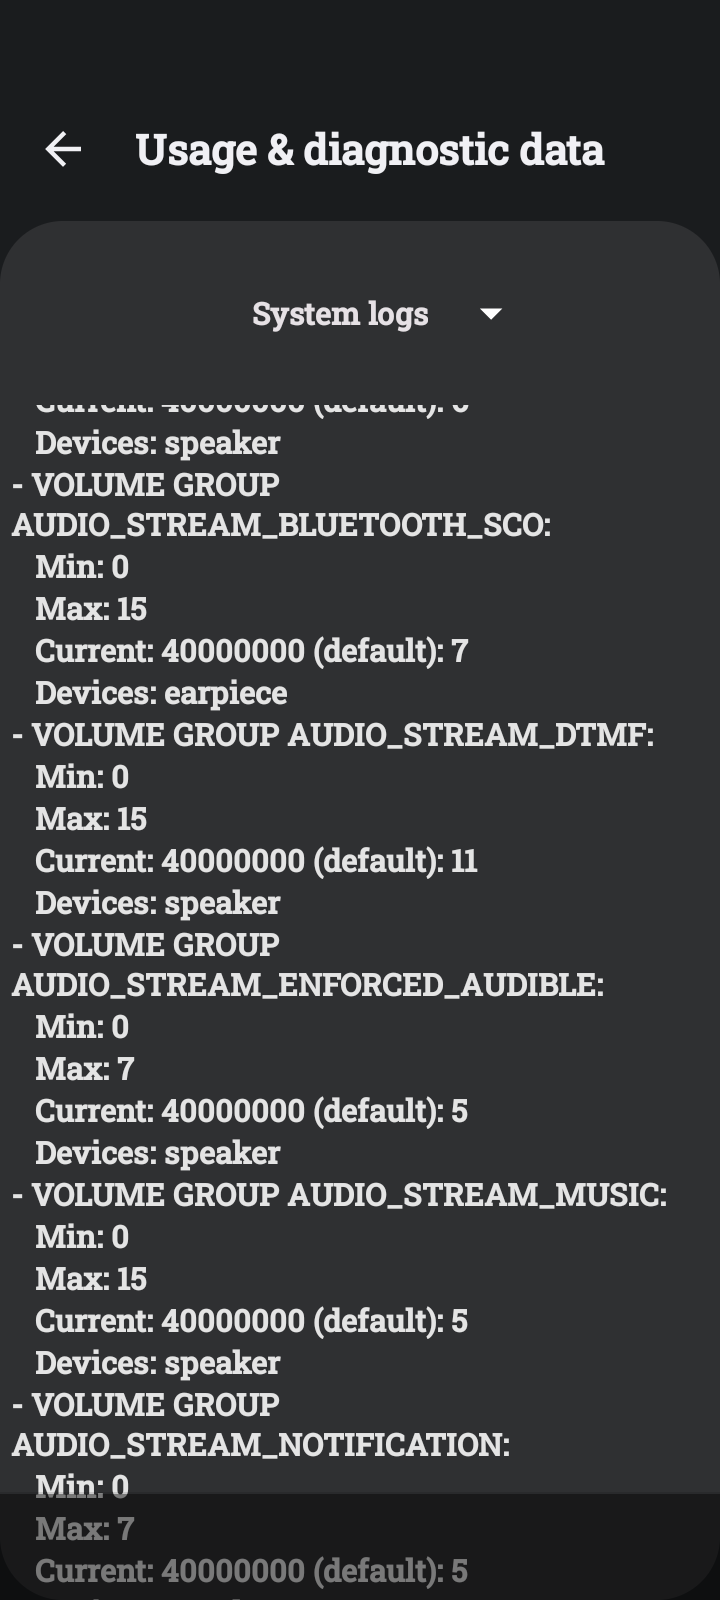 Usage & diagnostic data
System logs
Current: 40000000 (default): 
Devices: speaker
- VOLUME GROUP
AUDIO_STREAM_BLUETOOTH_SCO:
Min: 0
Max: 15
Current: 40000000 (default): 7
Devices: earpiece
- VOLUME GROUP AUDIO_STREAM_DTMF:
Min: 0
Max: 15
Current: 40000000 (default): 11
Devices: speaker
- VOLUME GROUP
AUDIO_STREAM_ENFORCED_AUDIBLE:
Min: 0
Max: 7
Current: 40000000 (default): 5
Devices: speaker
- VOLUME GROUP AUDIO_STREAM_MUSIC:
Min: 0
Max: 15
Current: 40000000 (default): 5
Devices: speaker
- VOLUME GROUP
AUDIO_STREAM_NOTIFICATION:
Min: 0
Max: 7
Current: 40000000 (default): 5